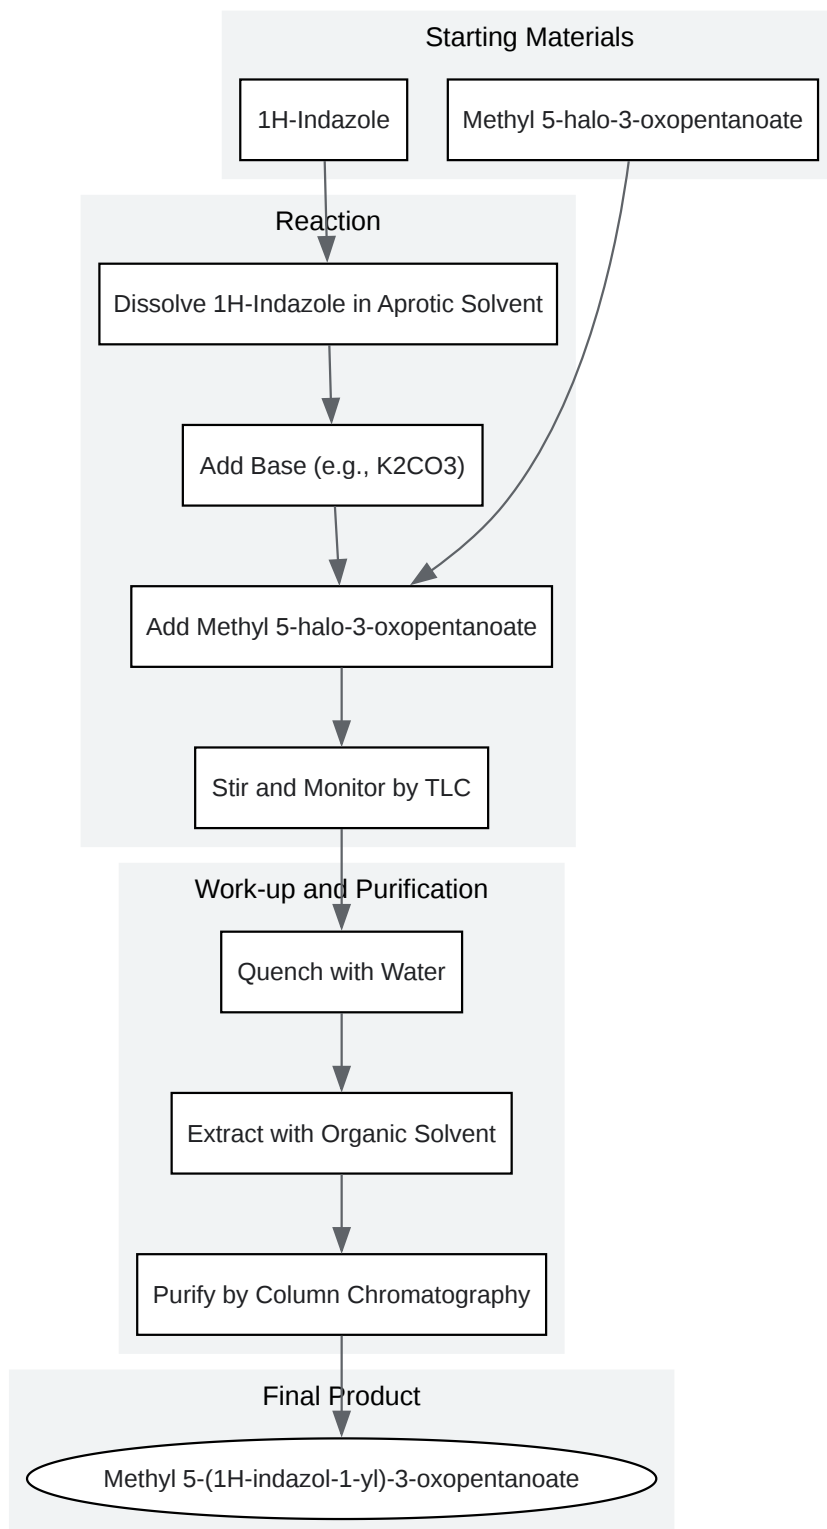 Starting Materials
1H-Indazole
Methyl 5-halo-3-oxopentanoate
Reaction
Dissolve 1H-Indazole in Aprotic Solvent
Add Base (e.g., K2CO3)
Add Methyl 5-halo-3-oxopentanoate
Stir and Monitor by TLC
Work-up and Purification
Quench with Water
Extract with Organic Solvent
Purify by Column Chromatography
Final Product
Methyl 5-(1H-indazol-1-yl)-3-oxopentanoate